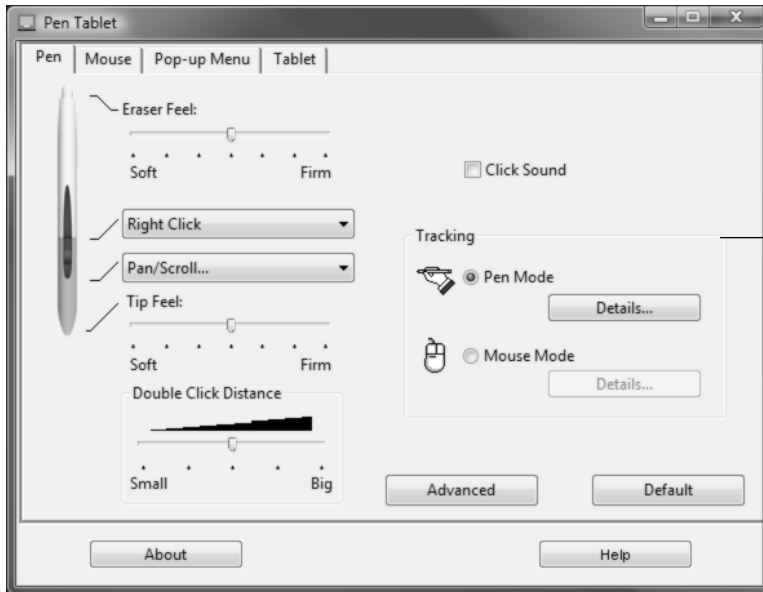 Pen Tablet
Pen Mouse Pop-up Menu Tablet
Eraser Feel:
Soft Firm
Click Sound
Right Click
Pan/Scroll...
Tip Feel:
Soft Firm
Tracking
Pen Mode
Details...
Mouse Mode
Details...
Double Click Distance
Small Big
Advanced Default
About Help